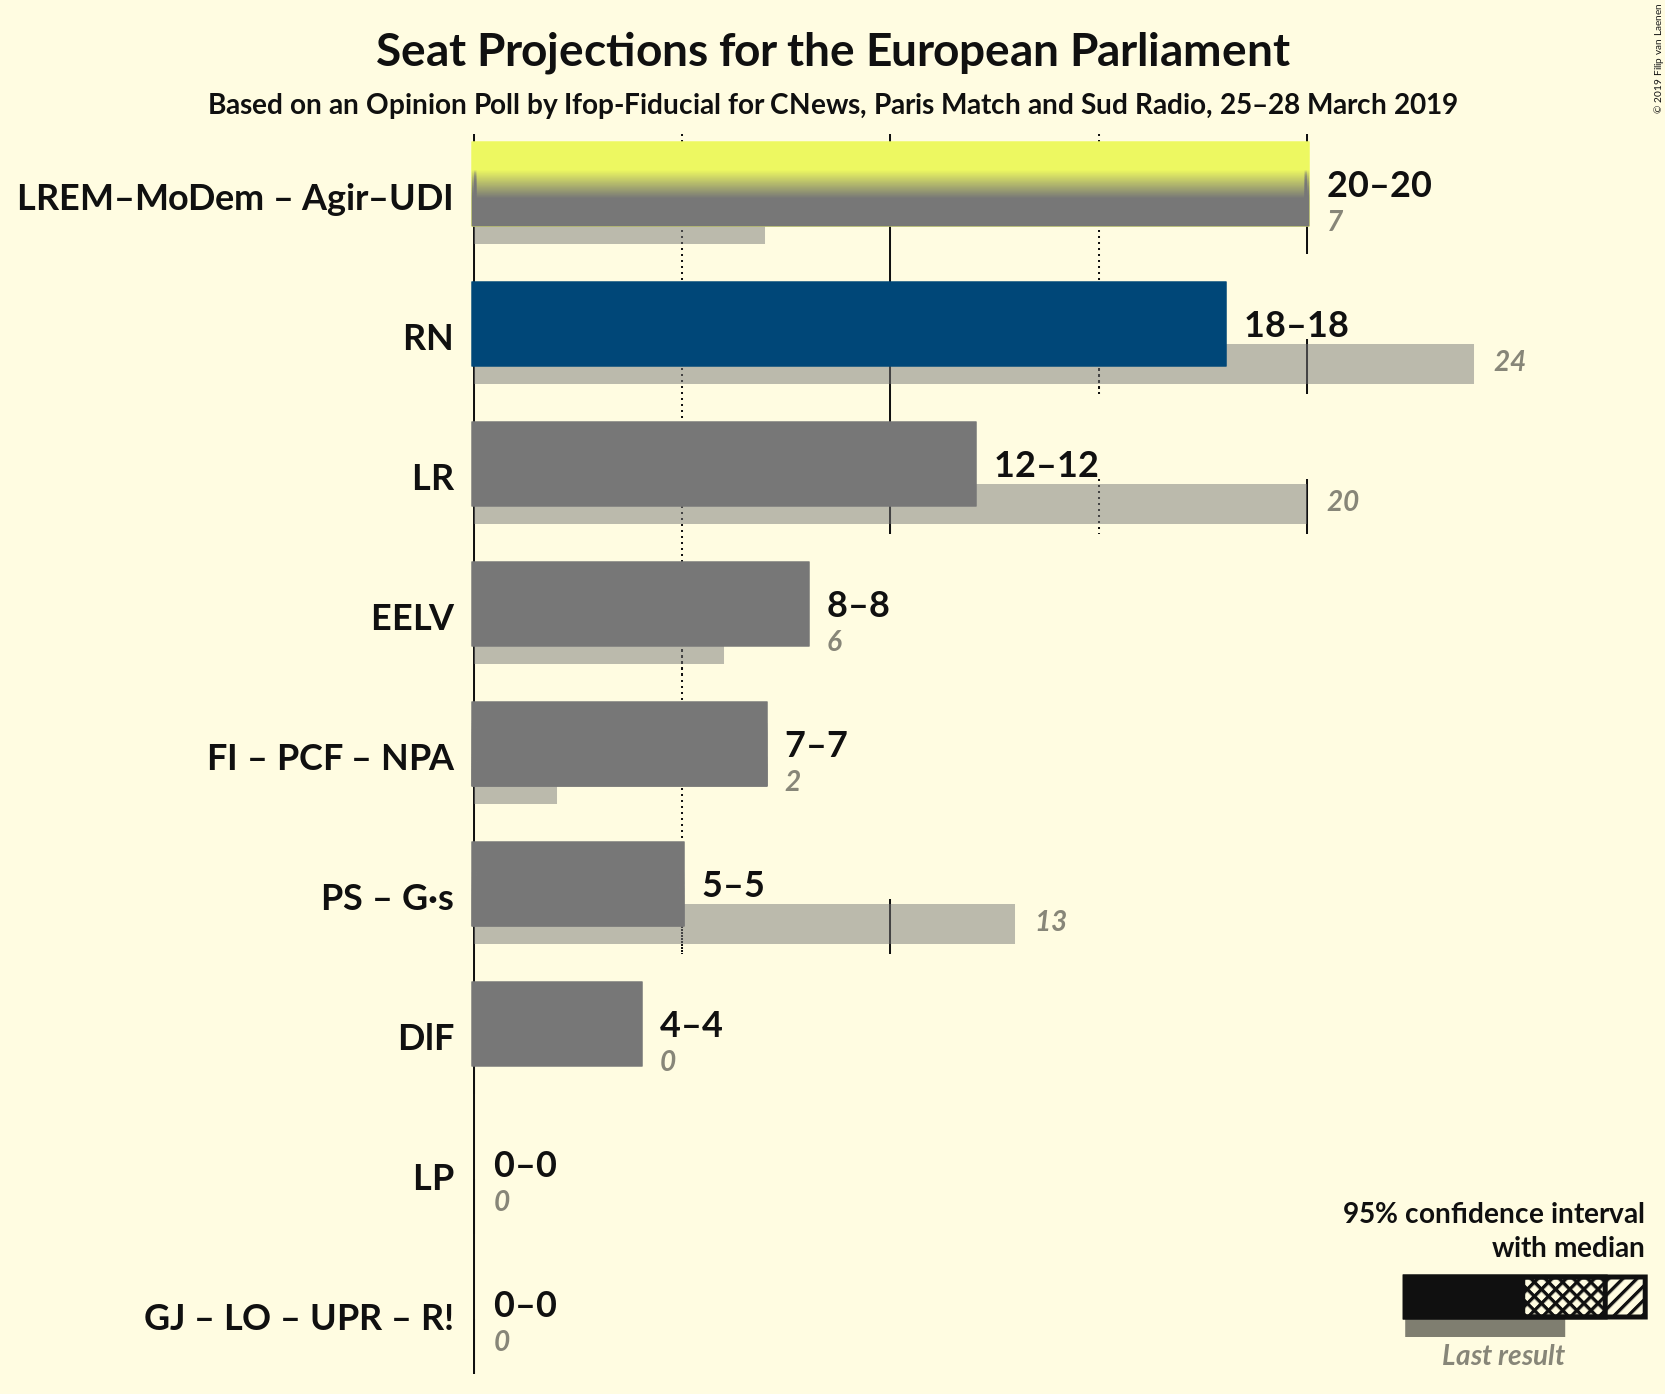 Seat Projections for the European Parliament
Based on an Opinion Poll by Ifop-Fiducial for CNews, Paris Match and Sud Radio, 25–28 March 2019
© 2019 Filip van Laenen
LREM–MoDem – Agir–UDI
20–20
7
RN
18–18
24
LR
12–12
20
EELV
8–8
6
FI – PCF – NPA
7–7
2
PS – G·s
5–5
13
DlF
4–4
0
LP
0–0
0
GJ – LO – UPR – R!
0–0
0
95% confidence interval
with median
Last result